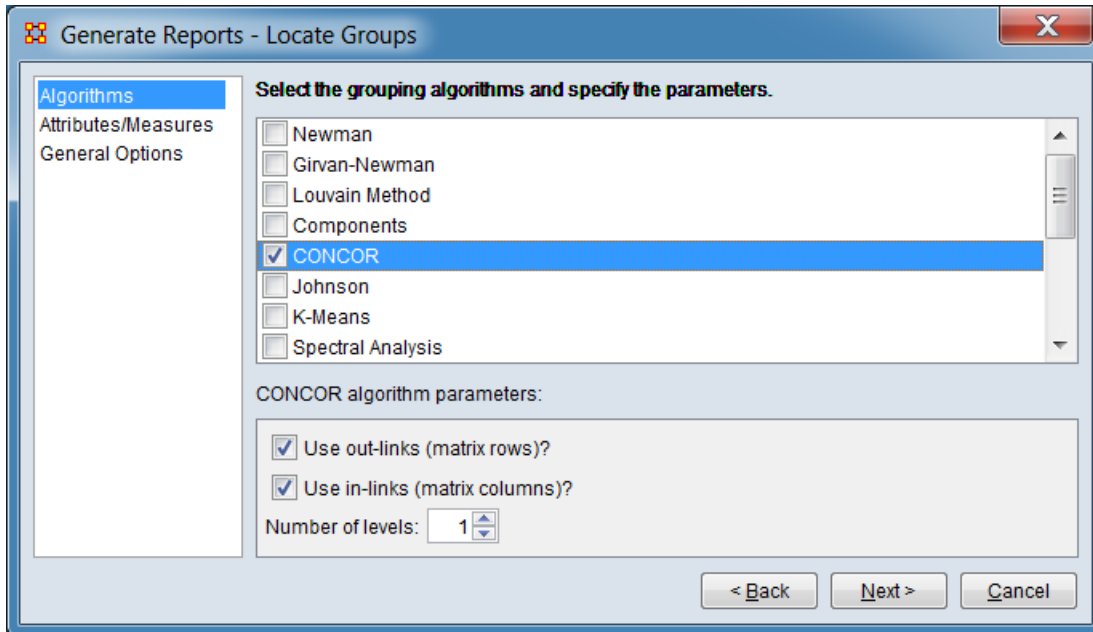 Generate Reports - Locate Groups
X
Algorithms
Attributes/Measures
General Options
Select the grouping algorithms and specify the parameters.
Newman
Girvan-Newman
Louvain Method
Components
CONCOR
Johnson
K-Means
Spectral Analysis
CONCOR algorithm parameters:
Use out-links (matrix rows)?
Use in-links (matrix columns)?
Number of levels: 1
< Back Next > Cancel